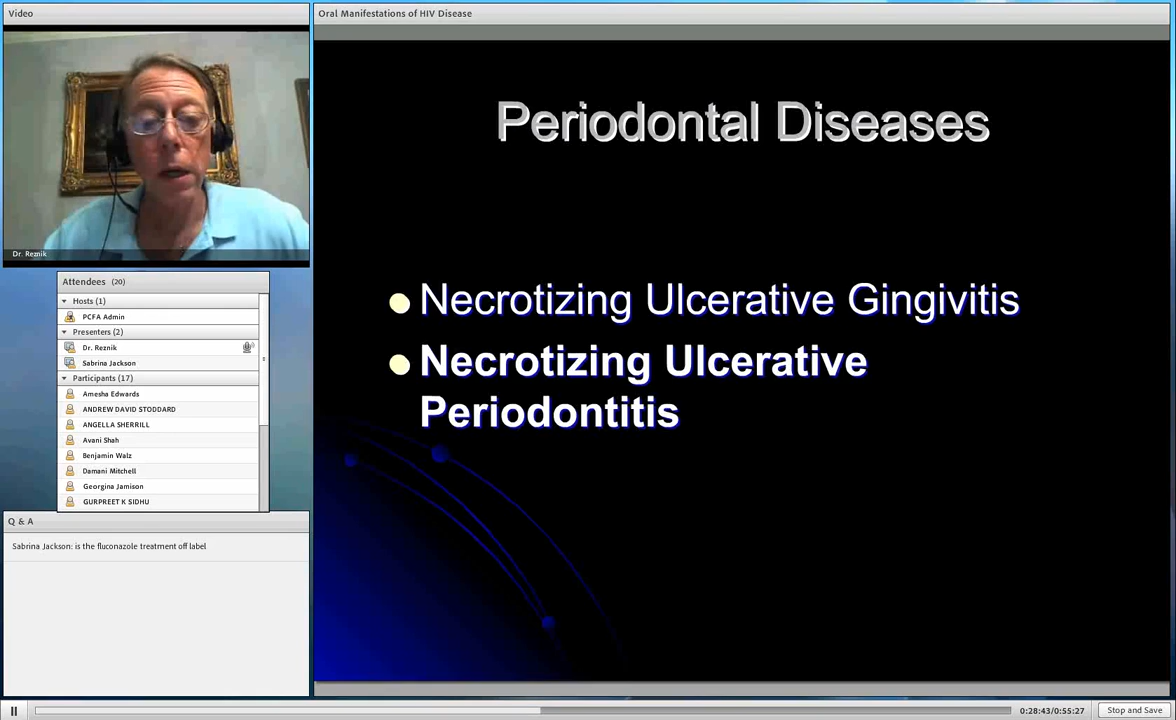 Video
Oral Manifestations of HIV Disease
Dr. Reznik
Attendees (20)
Hosts (1)
PCFA Admin
Presenters (2)
Dr. Reznik
Sabrina Jackson
Participants (17)
Amesha Edwards
ANDREW DAVID STODDARD
ANGELLA SHERRILL
Avani Shah
Benjamin Walz
Damani Mitchell
Georgina Jamison
GURPREET K SIDHU
Q & A
Sabrina Jackson: is the fluconazole treatment off label
Periodontal Diseases
Necrotizing Ulcerative Gingivitis
Necrotizing Ulcerative
Periodontitis
0:28:43/0:55:27
Stop and Save